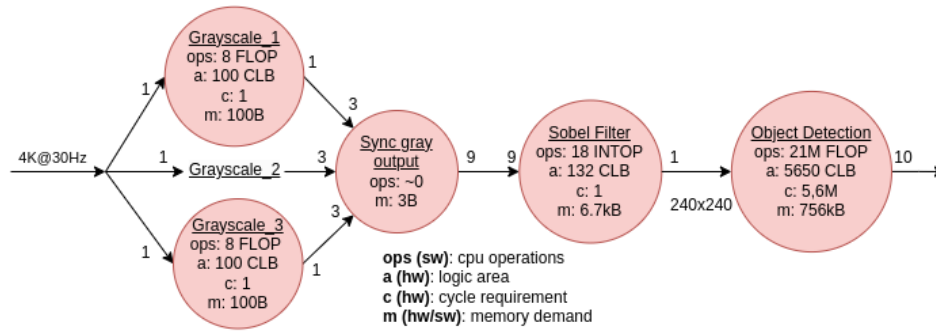 Grayscale_1
ops: 8 FLOP
a: 100 CLB
c: 1
m: 100B
1
1
3
4K@30Hz
1
Grayscale_2
3
Sync gray
output
ops: ~0
m: 3B
9
9
Sobel Filter
ops: 18 INTOP
a: 132 CLB
c: 1
m: 6.7kB
1
240x240
Object Detection
ops: 21M FLOP
a: 5650 CLB
c: 5,6M
m: 756kB
10
1
Grayscale_3
ops: 8 FLOP
a: 100 CLB
c: 1
m: 100B
3
1
ops (sw): cpu operations
a (hw): logic area
c (hw): cycle requirement
m (hw/sw): memory demand